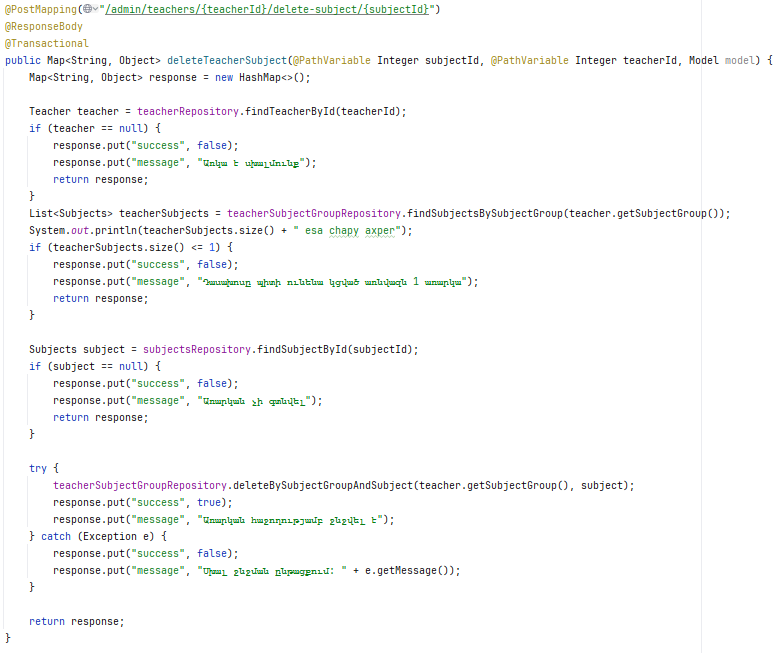 @PostMapping("/admin/teachers/{teacherId}/delete-subject/{subjectId}")
@ResponseBody
@Transactional
public Map<String, Object> deleteTeacherSubject(@PathVariable Integer subjectId, @PathVariable Integer teacherId, Model model) {
    Map<String, Object> response = new HashMap<>();

    Teacher teacher = teacherRepository.findTeacherById(teacherId);
    if (teacher == null) {
        response.put("success", false);
        response.put("message", "Առկա է սխալմունք");
        return response;
    }
    List<Subjects> teacherSubjects = teacherSubjectGroupRepository.findSubjectsBySubjectGroup(teacher.getSubjectGroup());
    System.out.println(teacherSubjects.size() + " esa chapy axper");
    if (teacherSubjects.size() <= 1) {
        response.put("success", false);
        response.put("message", "Դասախոսը պիտի ունենա կցված առնվազն 1 առարկա");
        return response;
    }

    Subjects subject = subjectsRepository.findSubjectById(subjectId);
    if (subject == null) {
        response.put("success", false);
        response.put("message", "Առարկան չի գտնվել");
        return response;
    }

    try {
        teacherSubjectGroupRepository.deleteBySubjectGroupAndSubject(teacher.getSubjectGroup(), subject);
        response.put("success", true);
        response.put("message", "Առարկան հաջողությամբ ջնջվել է");
    } catch (Exception e) {
        response.put("success", false);
        response.put("message", "Սխալ ջնջման ընթացքում: " + e.getMessage());
    }

    return response;
}